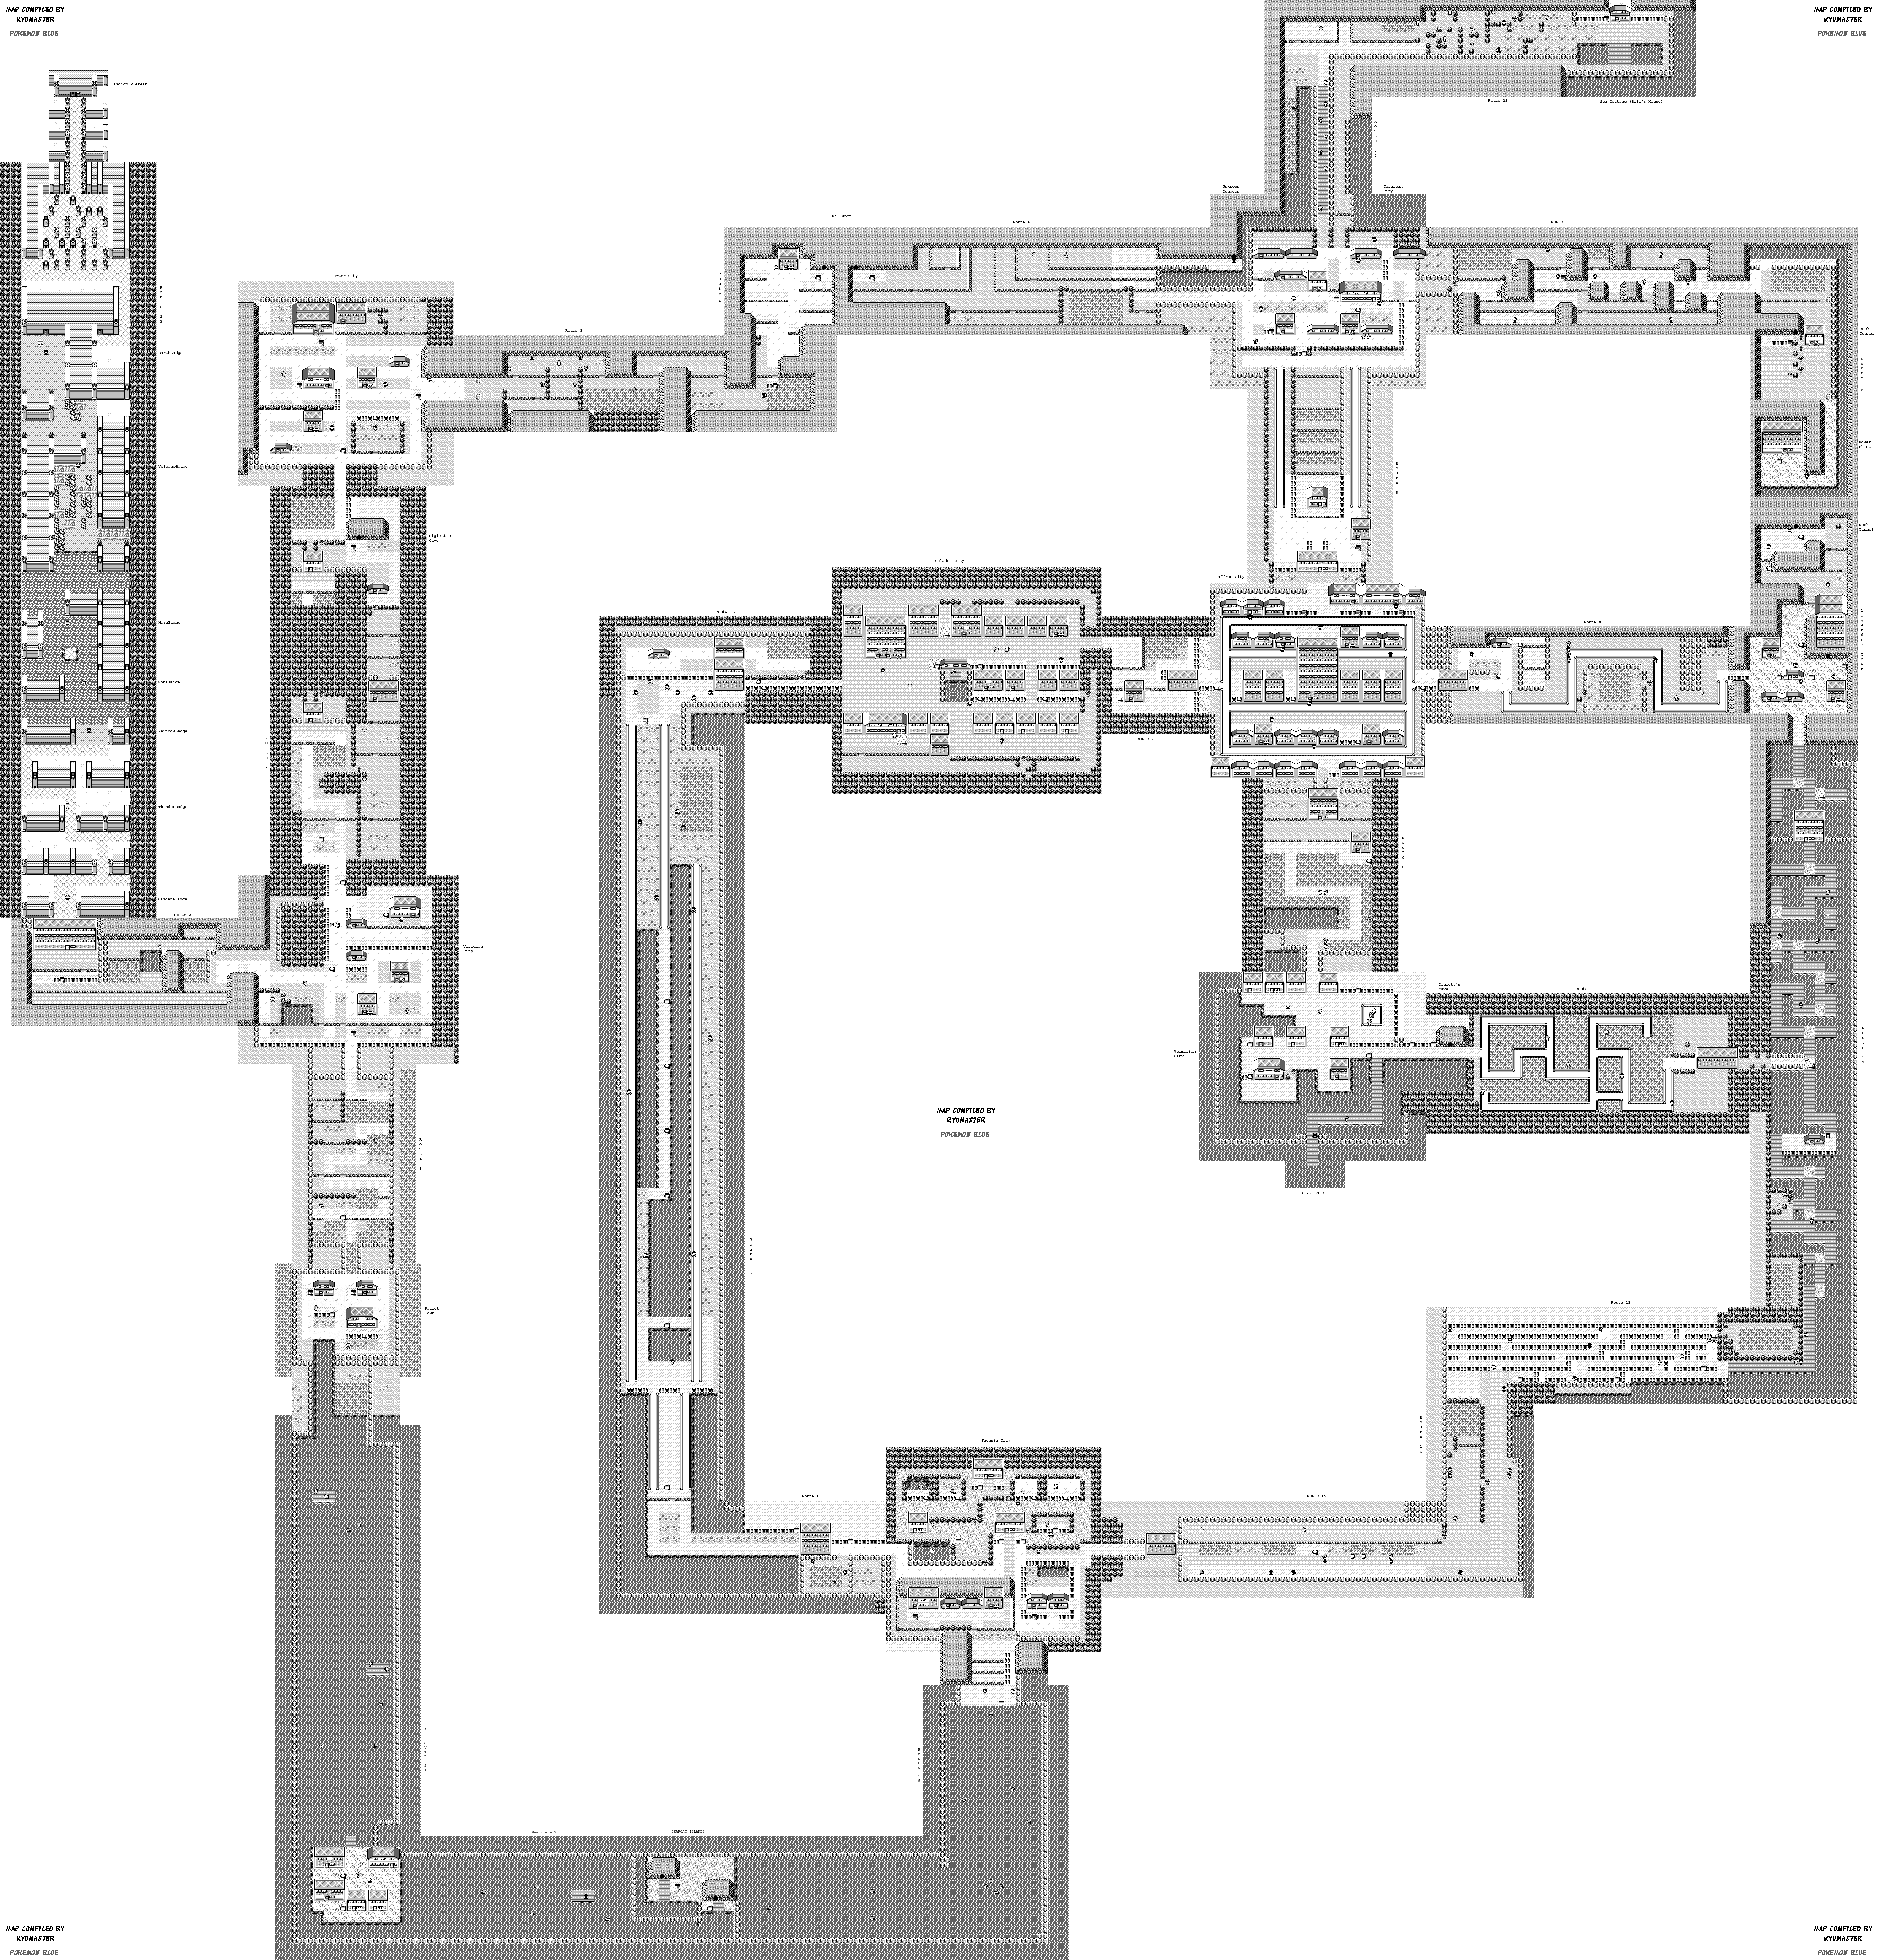 MAP COMPILED BY
RYUMASTER
POKEMON BLUE
MAP COMPILED BY
RYUMASTER
POKEMON BLUE
Indigo Plateau
Route 25
Sea Cottage (Bill's House)
Route 24
Unknown
Dungeon
Cerulean
City
Mt. Moon
Route 4
Route 9
Pewter City
Route 4
Route 23
Route 3
Earthbadge
Rock
Tunnel
Route 10
Volcanobadge
Power
Plant
Route 5
Diglett's
Cave
Rock
Tunnel
Celadon City
Saffron City
Route 16
Marshbadge
Route 8
Lavender Town
Soulbadge
Rainbowbadge
Route 7
Route 2
Thunderbadge
Route 6
Cascadebadge
Route 22
Viridian
City
Diglett's
Cave
Route 11
Vermilion
City
Route 12
MAP COMPILED BY
RYUMASTER
POKEMON BLUE
Route 1
S.S. Anne
Route 17
Pallet
Town
Route 13
Fuchsia City
Route 18
Route 15
Sea Route 21
Route 19
Sea Route 20
SEAFOAM ISLANDS
MAP COMPILED BY
RYUMASTER
POKEMON BLUE
MAP COMPILED BY
RYUMASTER
POKEMON BLUE